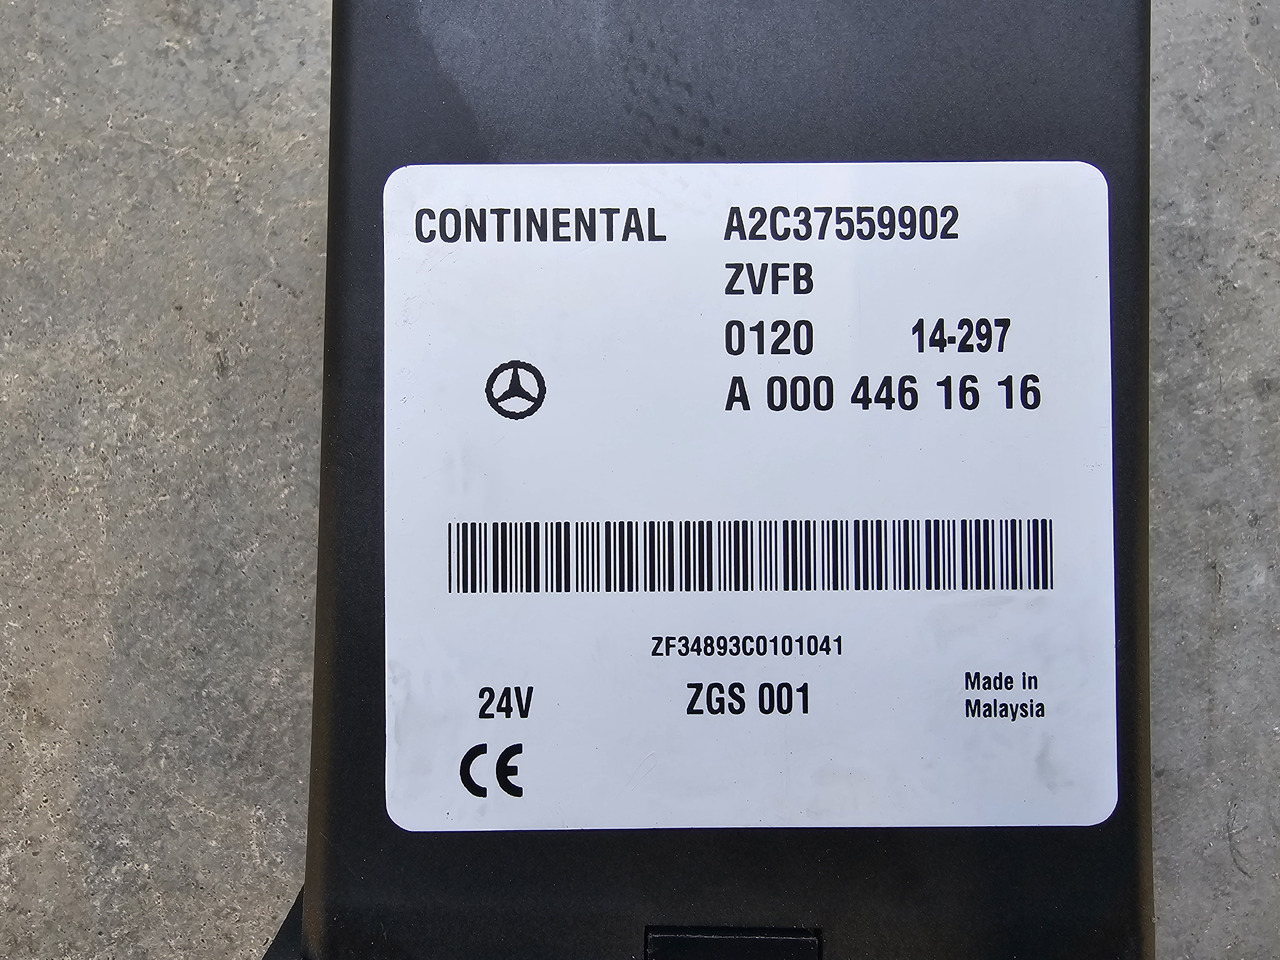 CONTINENTAL A2C37559902
ZVFB
0120 14-297
A 000 446 16 16
ZF34893C0101041
24V ZGS 001 Made in
Malaysia
CE